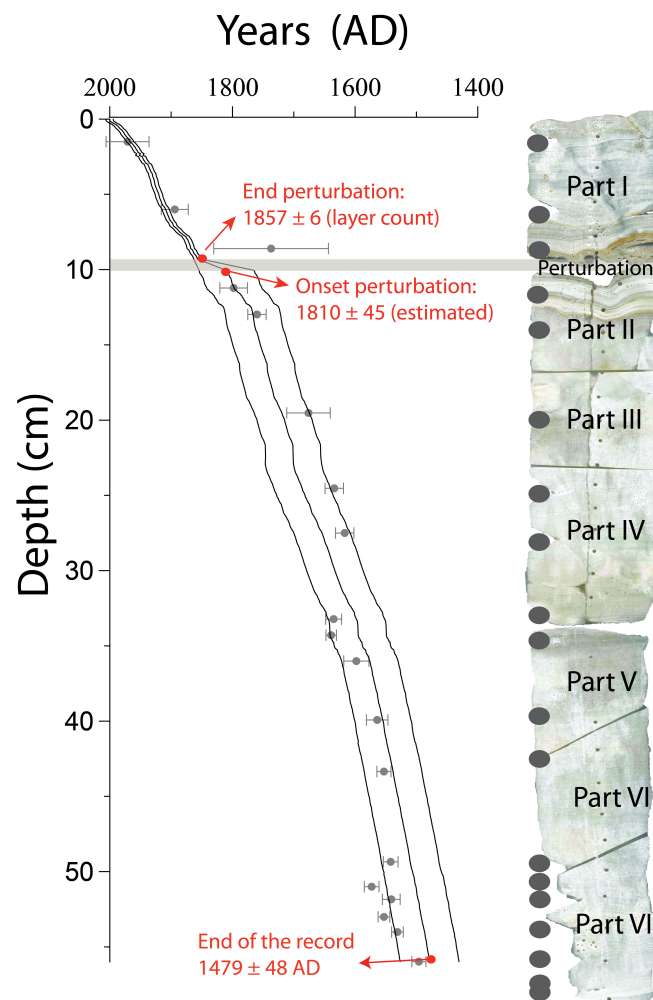 Years (AD)
2000 1800 1600 1400
0
Part I
End perturbation:
1857 ± 6 (layer count)
10
Perturbation
Onset perturbation:
1810 ± 45 (estimated)
Part II
20
Part III
Depth (cm)
Part IV
30
Part V
40
Part VI
50
Part VI
End of the record
1479 ± 48 AD